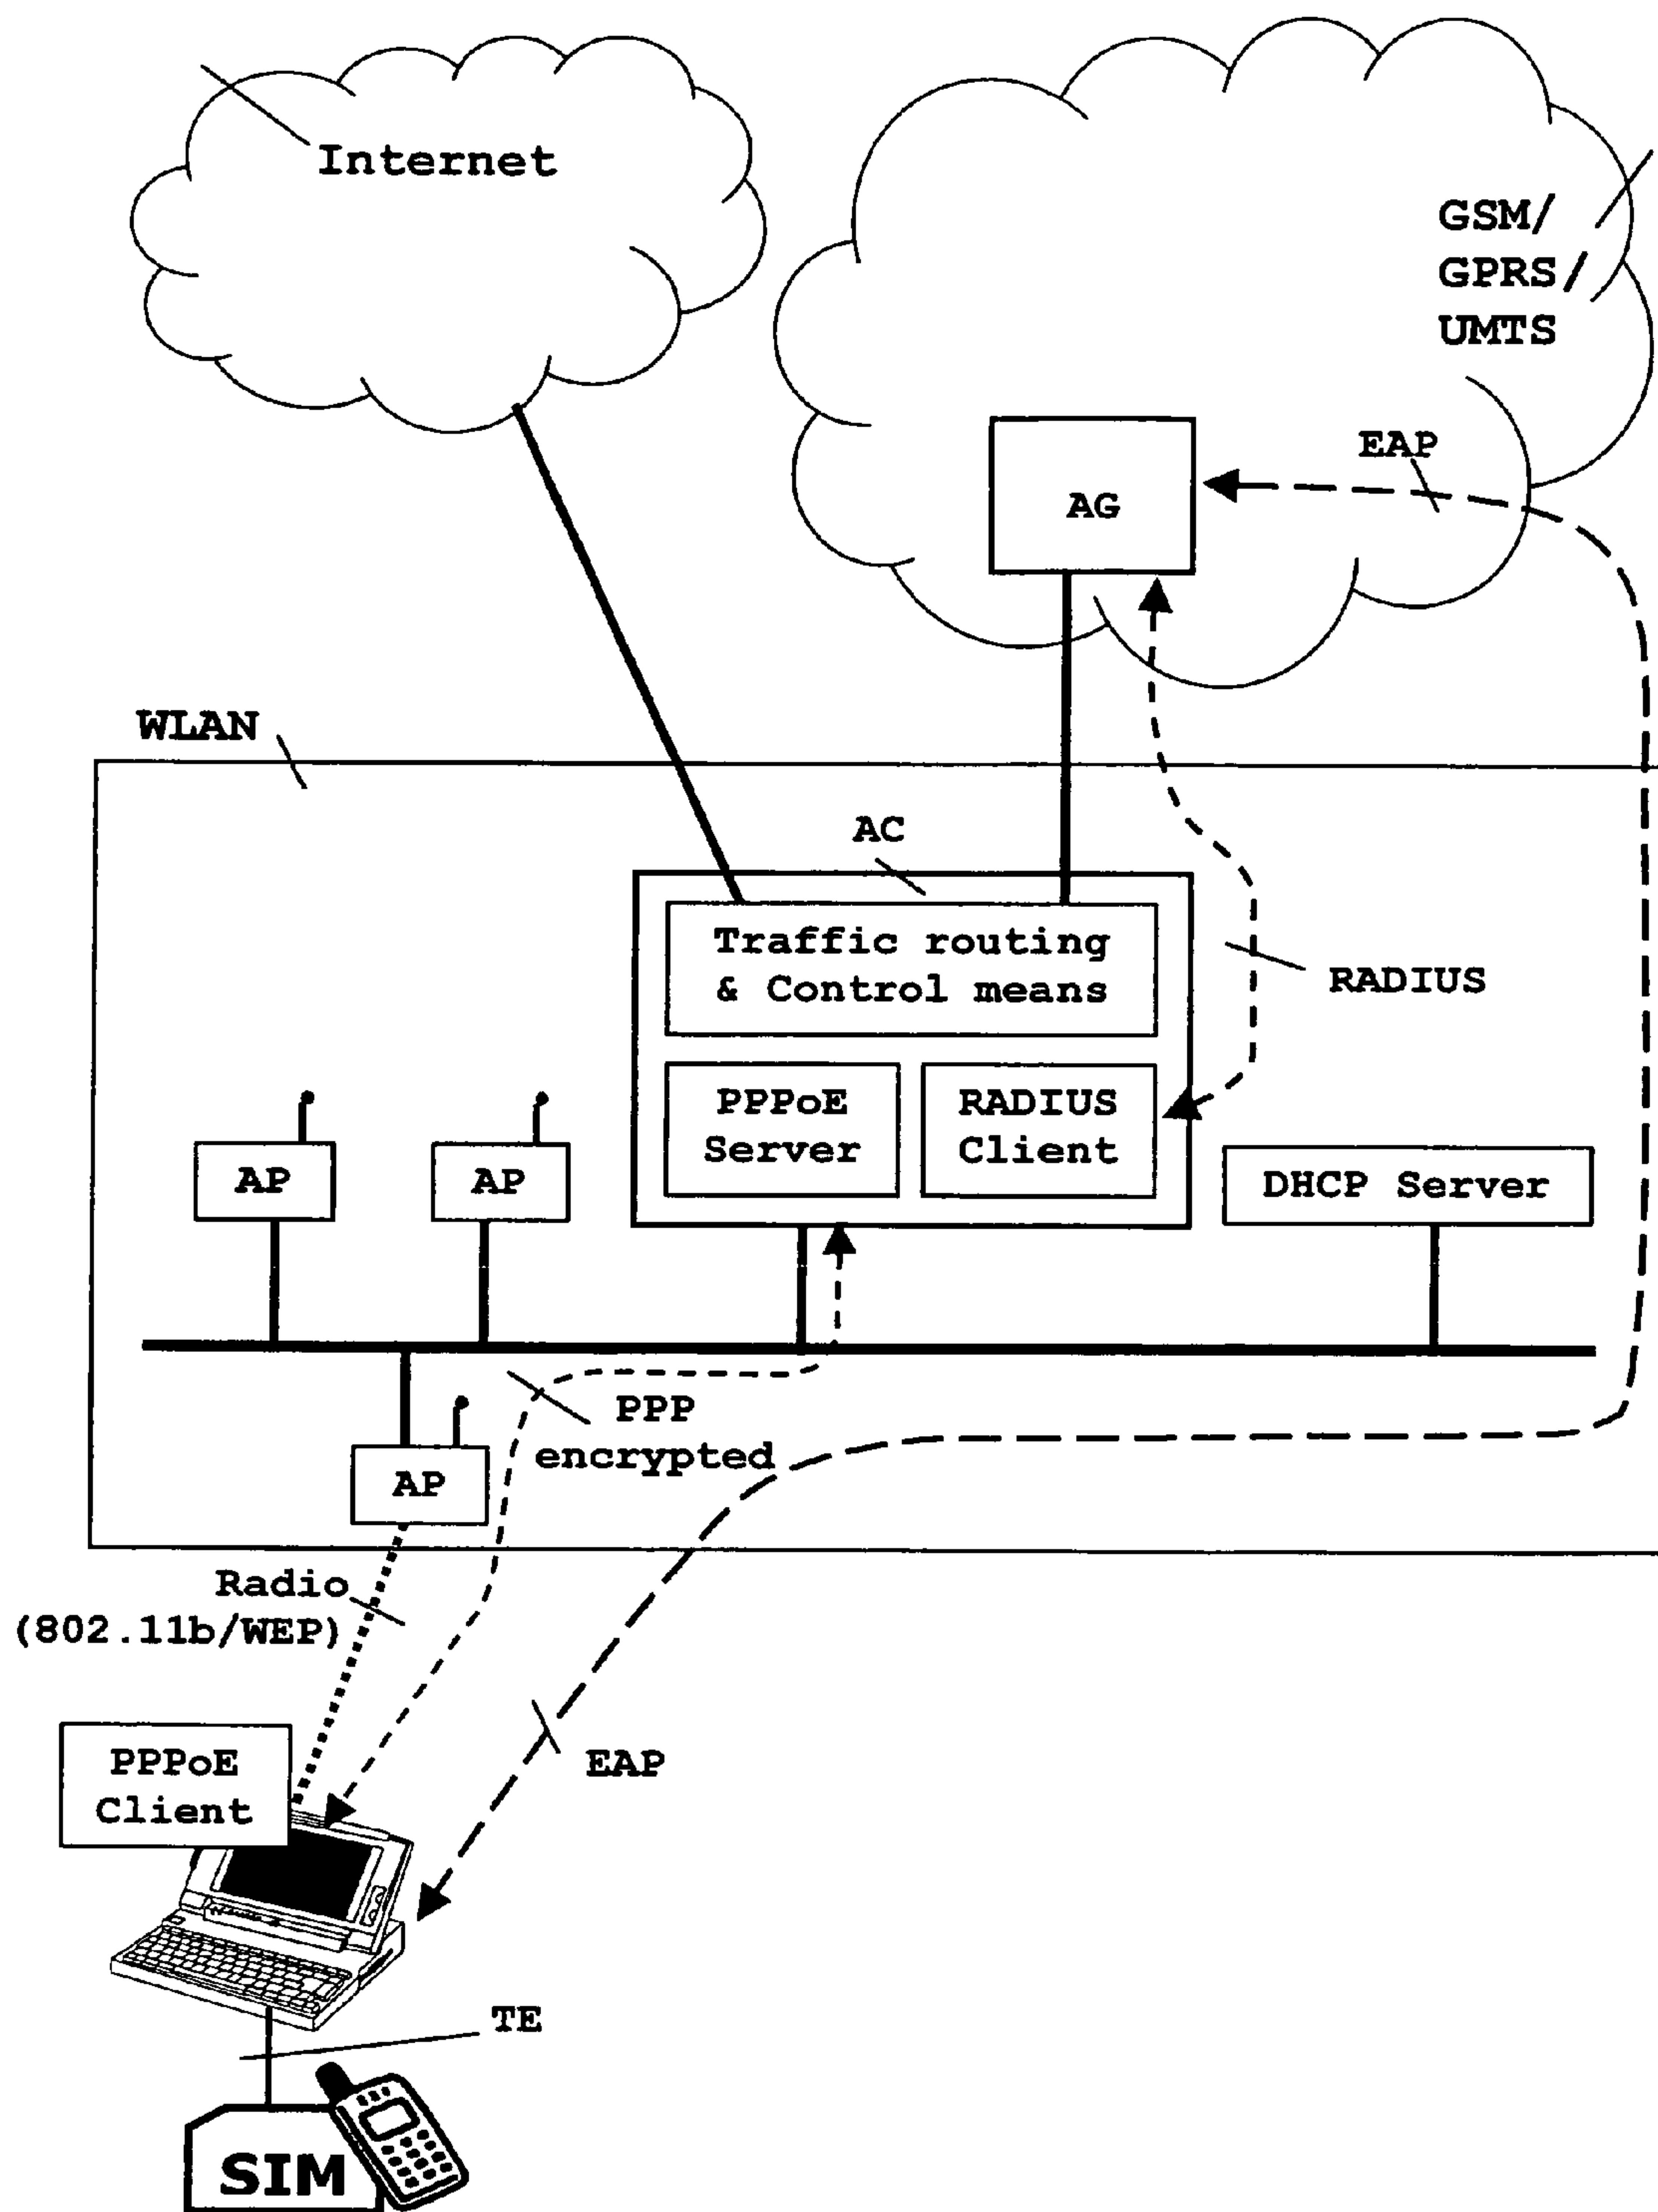 Internet
GSM/
GPRS/
UMTS
EAP
AG
WLAN
AC
Traffic routing
& Control means
RADIUS
PPPoE
Server
RADIUS
Client
AP
AP
DHCP Server
PPP
encrypted
AP
Radio
(802.11b/WEP)
EAP
PPPoE
Client
TE
SIM